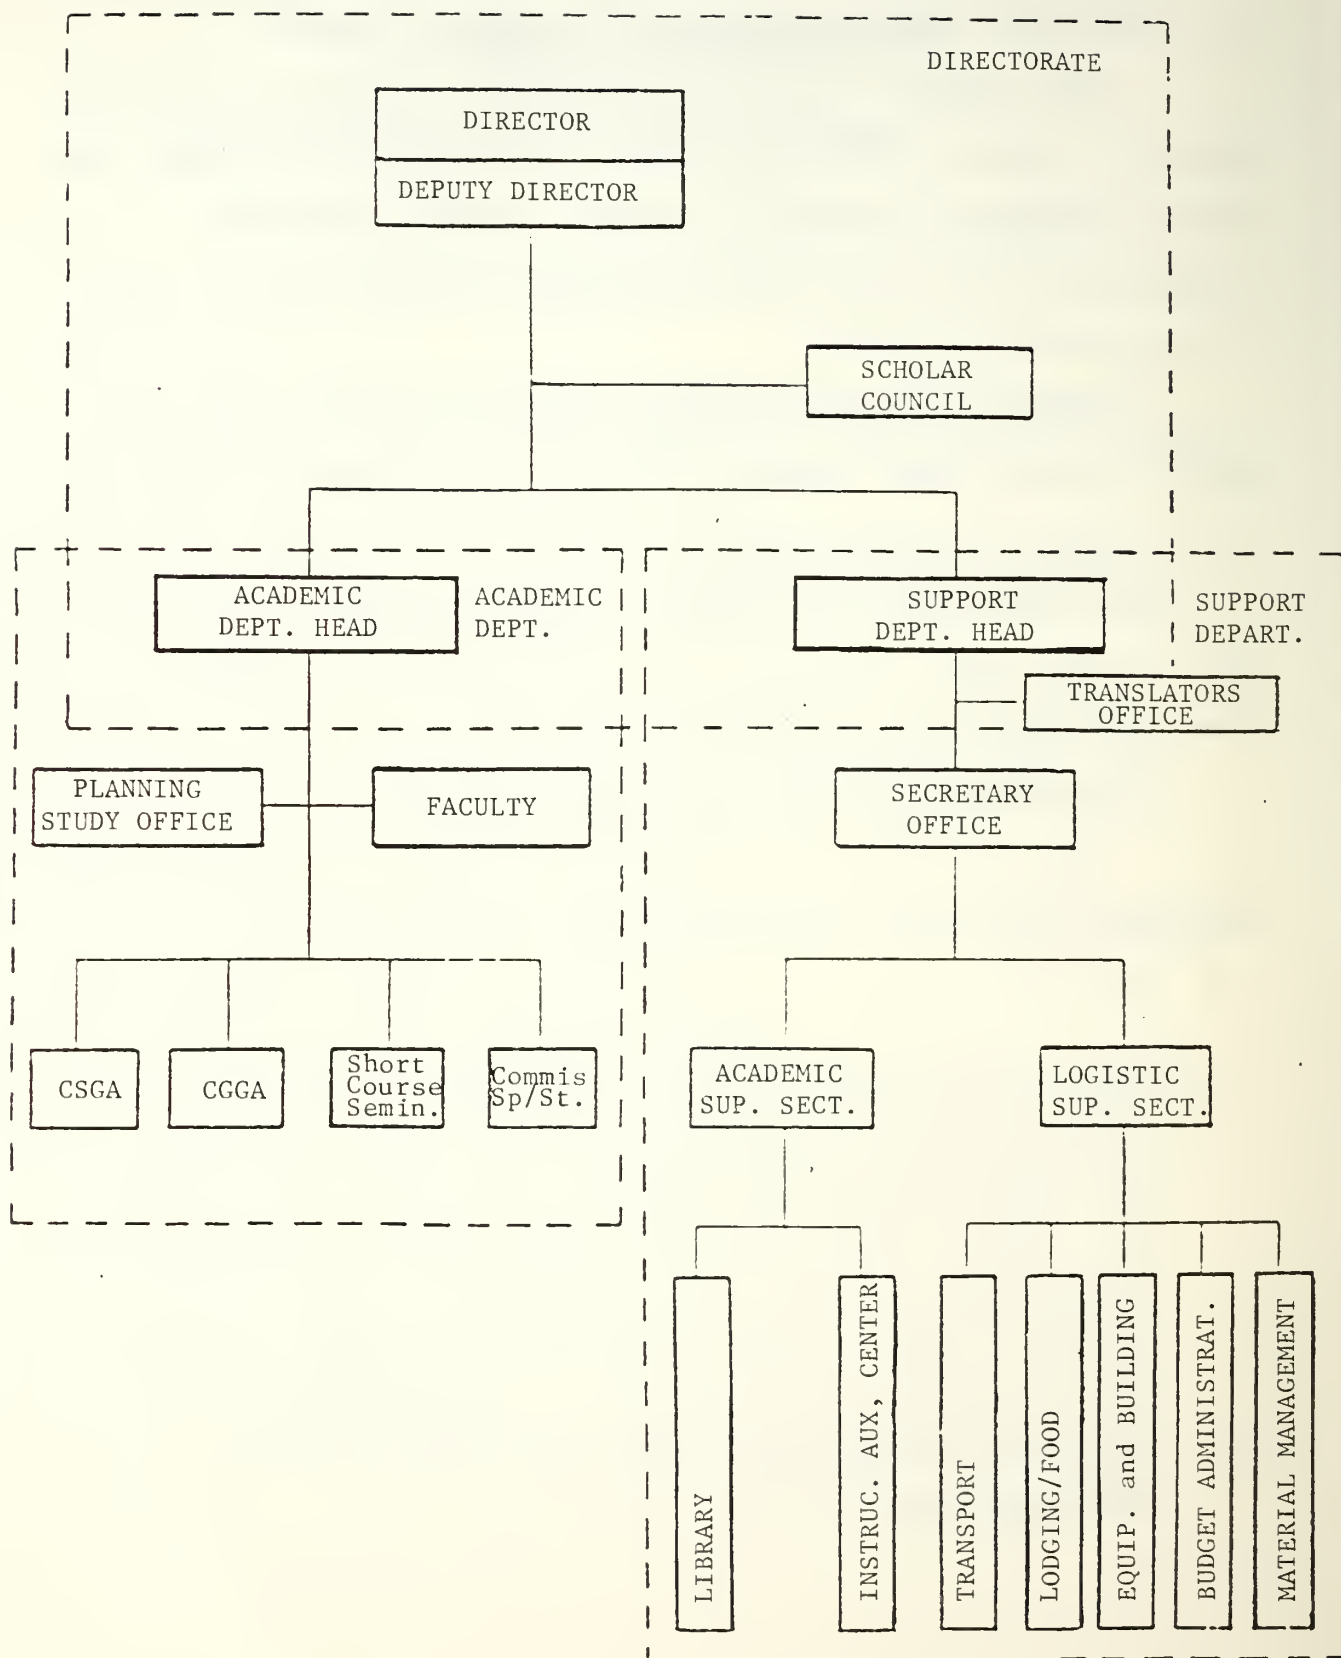 DIRECTORATE
DIRECTOR
DEPUTY DIRECTOR
SCHOLAR
COUNCIL
ACADEMIC
DEPT. HEAD
ACADEMIC
DEPT.
SUPPORT
DEPT. HEAD
SUPPORT
DEPART.
TRANSLATORS
OFFICE
PLANNING
STUDY OFFICE
FACULTY
SECRETARY
OFFICE
CSGA
CGGA
Short
Course
Semin.
Commis
Sp/St.
ACADEMIC
SUP. SECT.
LOGISTIC
SUP. SECT.
LIBRARY
INSTRUC. AUX, CENTER
TRANSPORT
LODGING/FOOD
EQUIP. and BUILDING
BUDGET ADMINISTRAT.
MATERIAL MANAGEMENT